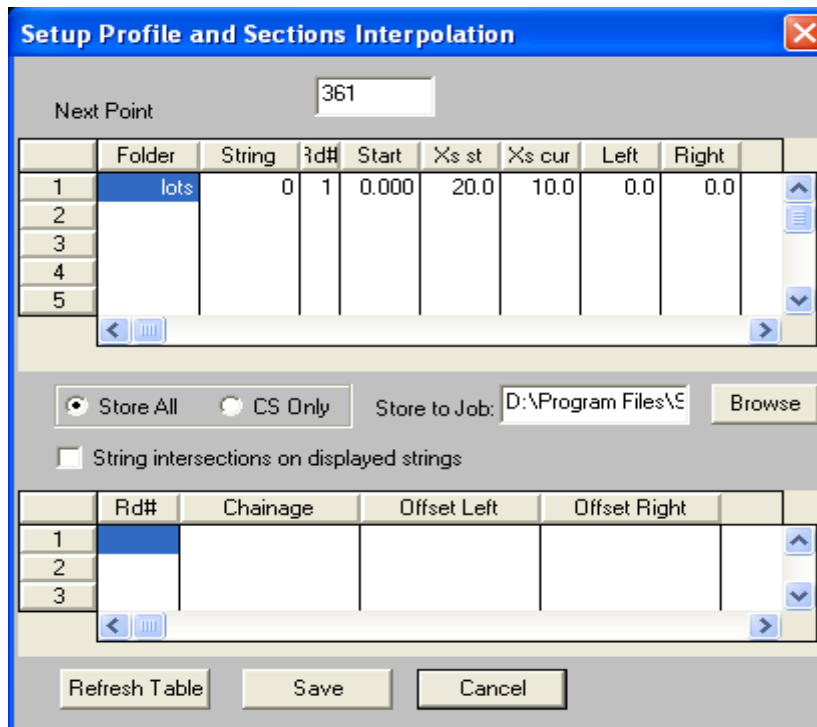 Setup Profile and Sections Interpolation
Next Point 361
Folder String Rd# Start Xs st Xs cur Left Right
1 lots 0 1 0.000 20.0 10.0 0.0 0.0
2
3
4
5
Store All CS Only Store to Job: D:\Program Files\S Browse
String intersections on displayed strings
Rd# Chainage Offset Left Offset Right
1
2
3
Refresh Table Save Cancel